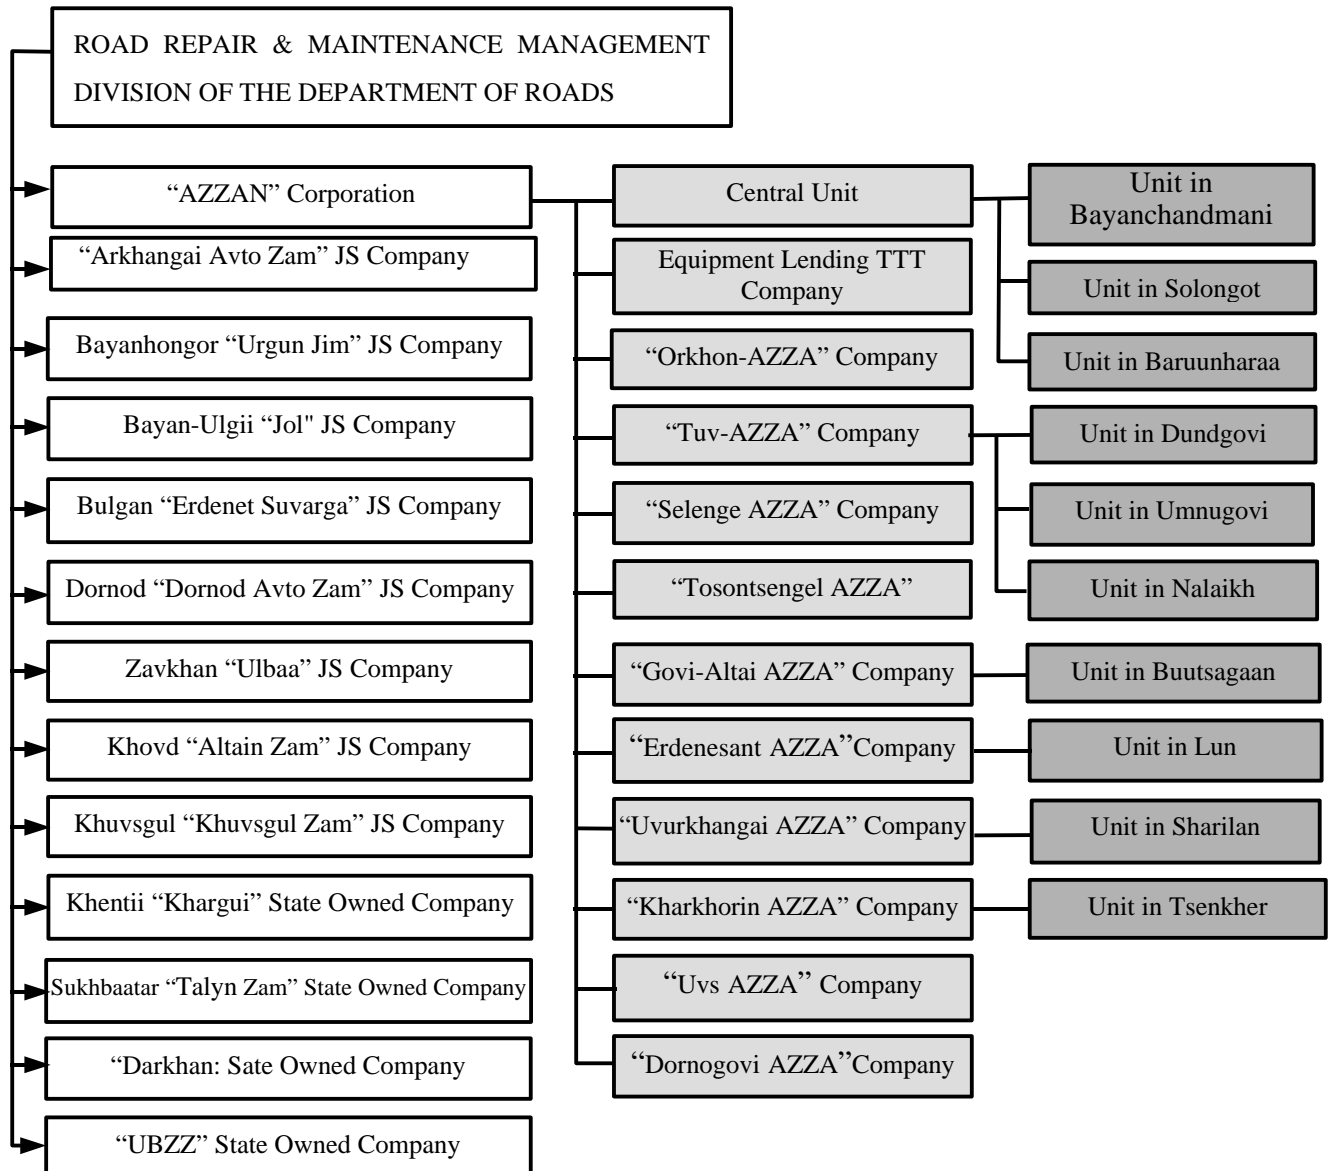 ROAD REPAIR & MAINTENANCE MANAGEMENT
DIVISION OF THE DEPARTMENT OF ROADS
“AZZAN” Corporation
“Arkhangai Avto Zam” JS Company
Bayanhongor “Urgun Jim” JS Company
Bayan-Ulgii “Jol" JS Company
Bulgan “Erdenet Suvarga” JS Company
Dornod “Dornod Avto Zam” JS Company
Zavkhan “Ulbaa” JS Company
Khovd “Altain Zam” JS Company
Khuvsgul “Khuvsgul Zam” JS Company
Khentii “Khargui” State Owned Company
Sukhbaatar “Talyn Zam” State Owned Company
“Darkhan: Sate Owned Company
“UBZZ” State Owned Company
Central Unit
Equipment Lending TTT
Company
“Orkhon-AZZA” Company
“Tuv-AZZA” Company
“Selenge AZZA” Company
“Tosontsengel AZZA”
“Govi-Altai AZZA” Company
“Erdenesant AZZA”Company
“Uvurkhangai AZZA” Company
“Kharkhorin AZZA” Company
“Uvs AZZA” Company
“Dornogovi AZZA”Company
Unit in
Bayanchandmani
Unit in Solongot
Unit in Baruunharaa
Unit in Dundgovi
Unit in Umnugovi
Unit in Nalaikh
Unit in Buutsagaan
Unit in Lun
Unit in Sharilan
Unit in Tsenkher